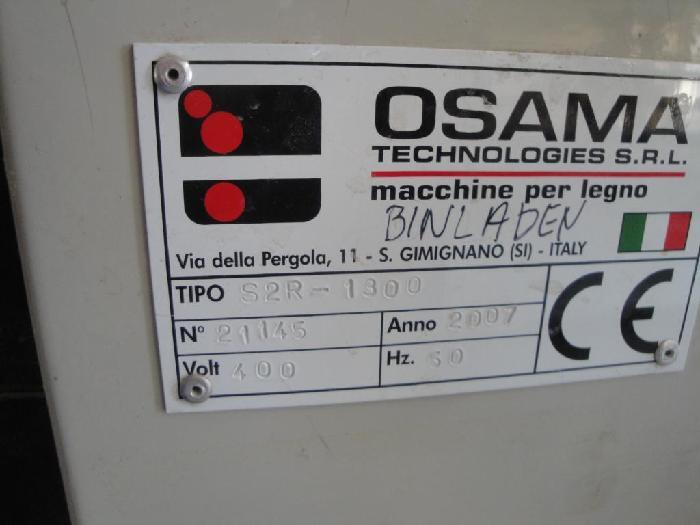 OSAMA
TECHNOLOGIES S.R.L.
macchine per legno
BINLADEN
Via della Pergola, 11 - S. GIMIGNANO (SI) - ITALY
TIPO S2R-1300
N° 21145 Anno 2007
Volt 400 Hz. 50
CE